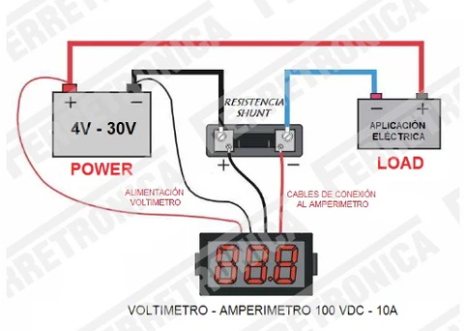 FERRETRONICA
+ -
4V - 30V
POWER
RESISTENCIA
SHUNT
+ -
- +
APLICACIÓN
ELÉCTRICA
LOAD
ALIMENTACIÓN
VOLTIMETRO
CABLES DE CONEXIÓN
AL AMPERIMETRO
88.8
VOLTIMETRO - AMPERIMETRO 100 VDC - 10A